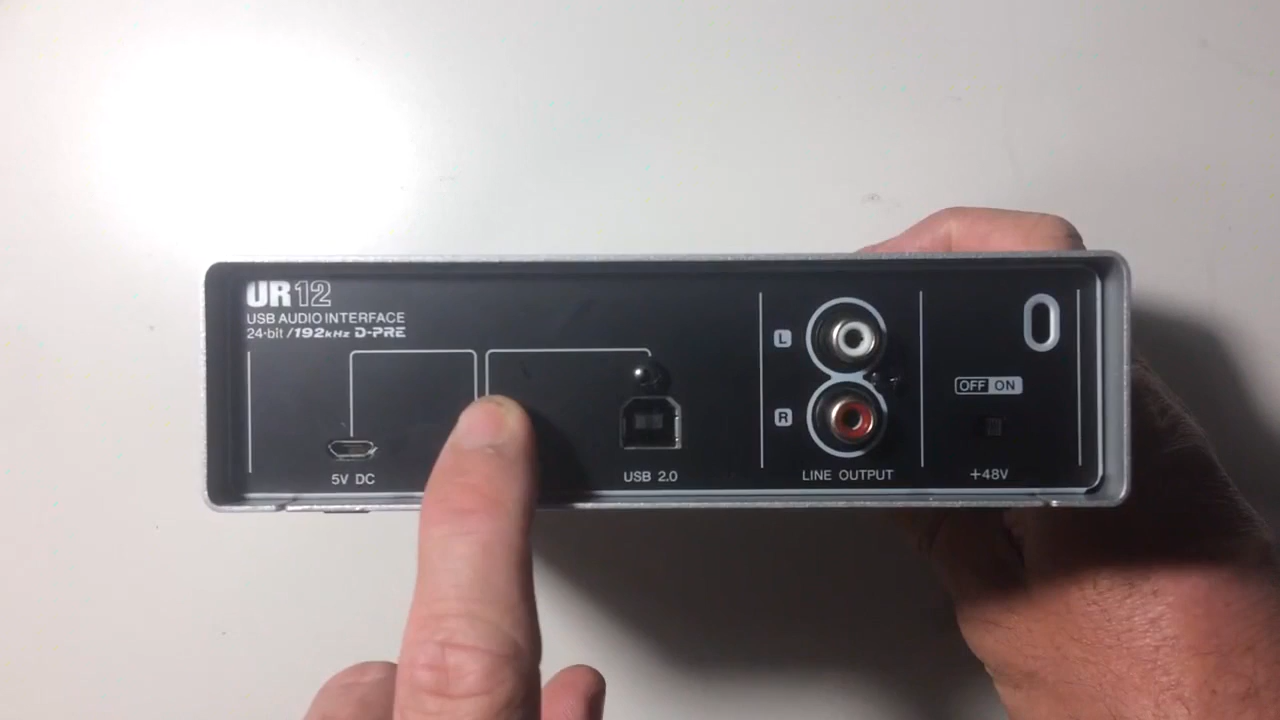 UR12
USB AUDIO INTERFACE
24-bit/192kHz D-PRE
5V DC
USB 2.0
L
R
LINE OUTPUT
OFF ON
+48V